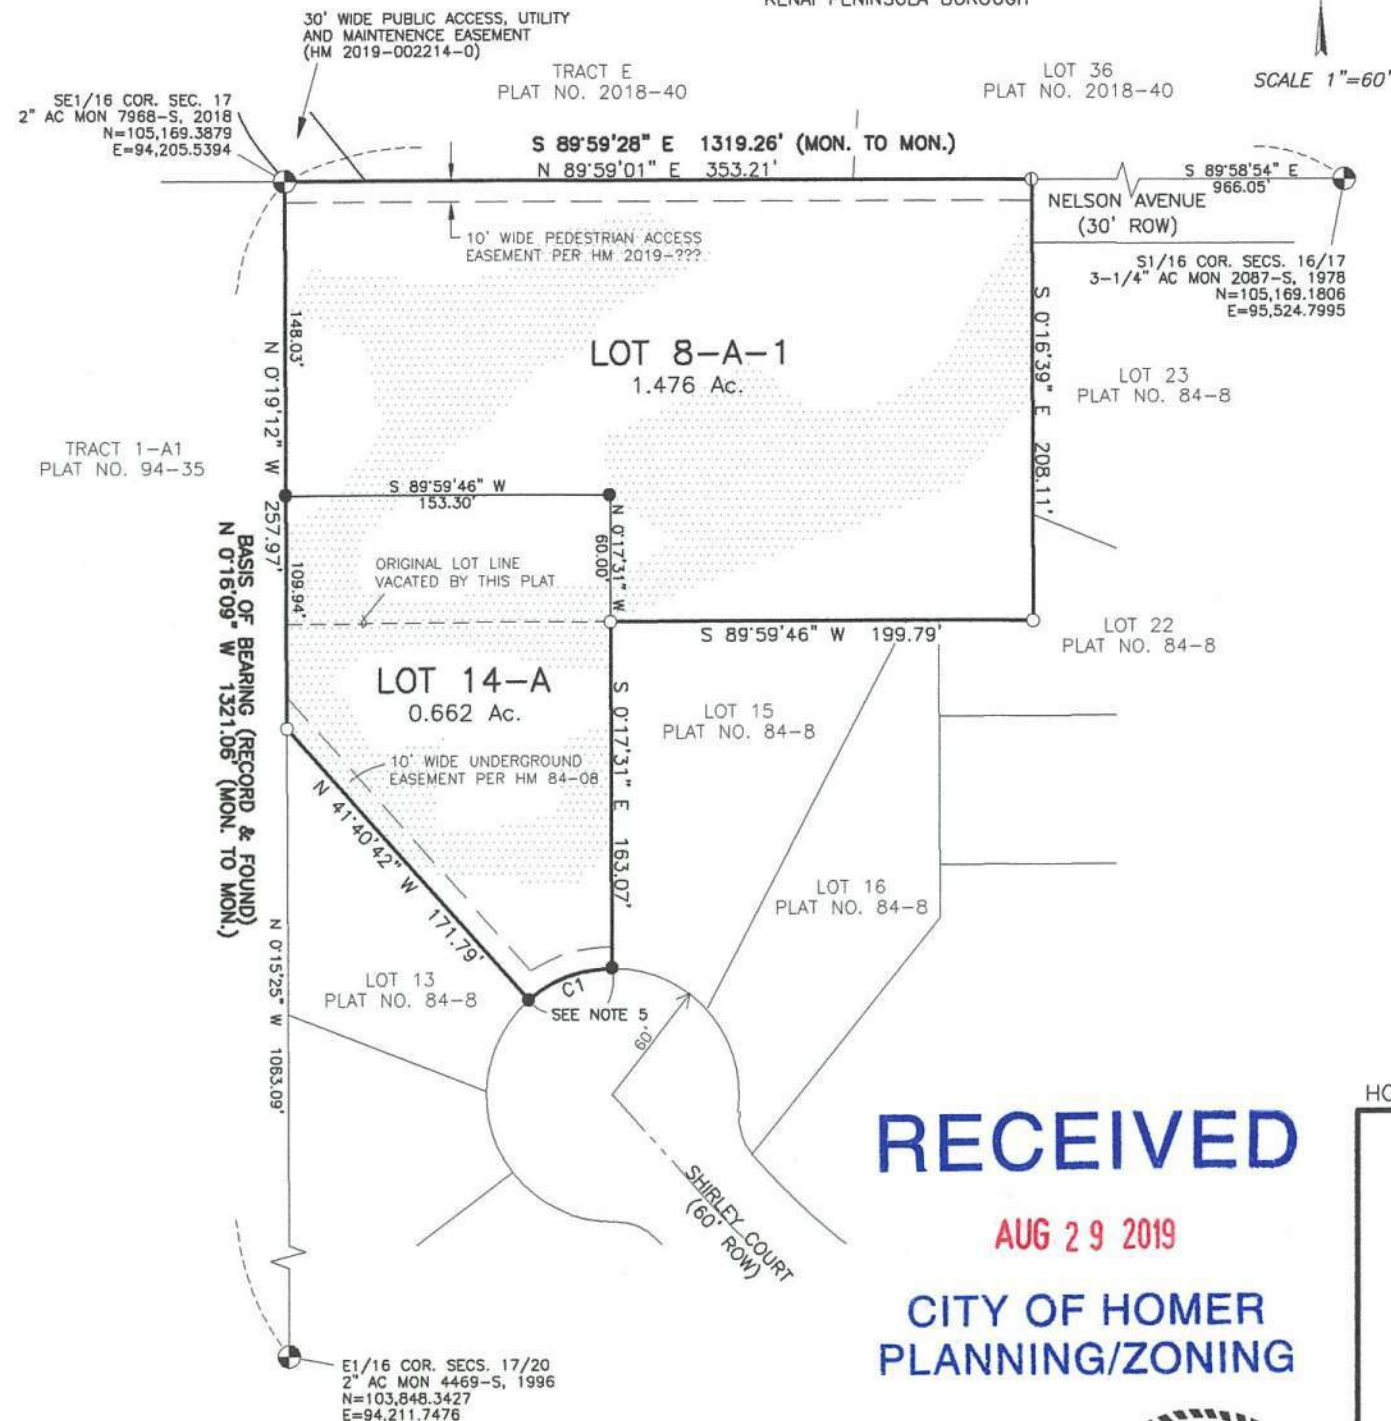 KENAI PENINSULA BOROUGH
30' WIDE PUBLIC ACCESS, UTILITY
AND MAINTENENCE EASEMENT
(HM 2019-002214-0)
TRACT E
PLAT NO. 2018-40
LOT 36
PLAT NO. 2018-40
SCALE 1"=60'
SE1/16 COR. SEC. 17
2" AC MON 7968-S, 2018
N=105,169.3879
E=94,205.5394
S 89°59'28" E 1319.26' (MON. TO MON.)
N 89°59'01" E 353.21'
S 89°58'54" E
966.05'
NELSON AVENUE
(30' ROW)
10' WIDE PEDESTRIAN ACCESS
EASEMENT PER HM 2019-???
S1/16 COR. SECS. 16/17
3-1/4" AC MON 2087-S, 1978
N=105,169.1806
E=95,524.7995
148.03'
N 0°19'12" W 257.97'
LOT 8-A-1
1.476 Ac.
S 0°16'39" E 208.11'
LOT 23
PLAT NO. 84-8
TRACT 1-A1
PLAT NO. 94-35
S 89°59'46" W
153.30'
N 0°17'31" W
60.00'
BASIS OF BEARING (RECORD & FOUND)
N 0°16'09" W 1321.06' (MON. TO MON.)
109.94'
ORIGINAL LOT LINE
VACATED BY THIS PLAT
S 89°59'46" W 199.79'
LOT 22
PLAT NO. 84-8
LOT 14-A
0.662 Ac.
S 0°17'31" E 163.07'
LOT 15
PLAT NO. 84-8
10' WIDE UNDERGROUND
EASEMENT PER HM 84-08
N 41°40'42" W 171.79'
LOT 16
PLAT NO. 84-8
N 0°15'25" W 1063.09'
LOT 13
PLAT NO. 84-8
C1
SEE NOTE 5
60'
SHIRLEY COURT
(60' ROW)
HO
RECEIVED
AUG 29 2019
CITY OF HOMER
PLANNING/ZONING
E1/16 COR. SECS. 17/20
2" AC MON 4469-S, 1996
N=103,848.3427
E=94,211.7476